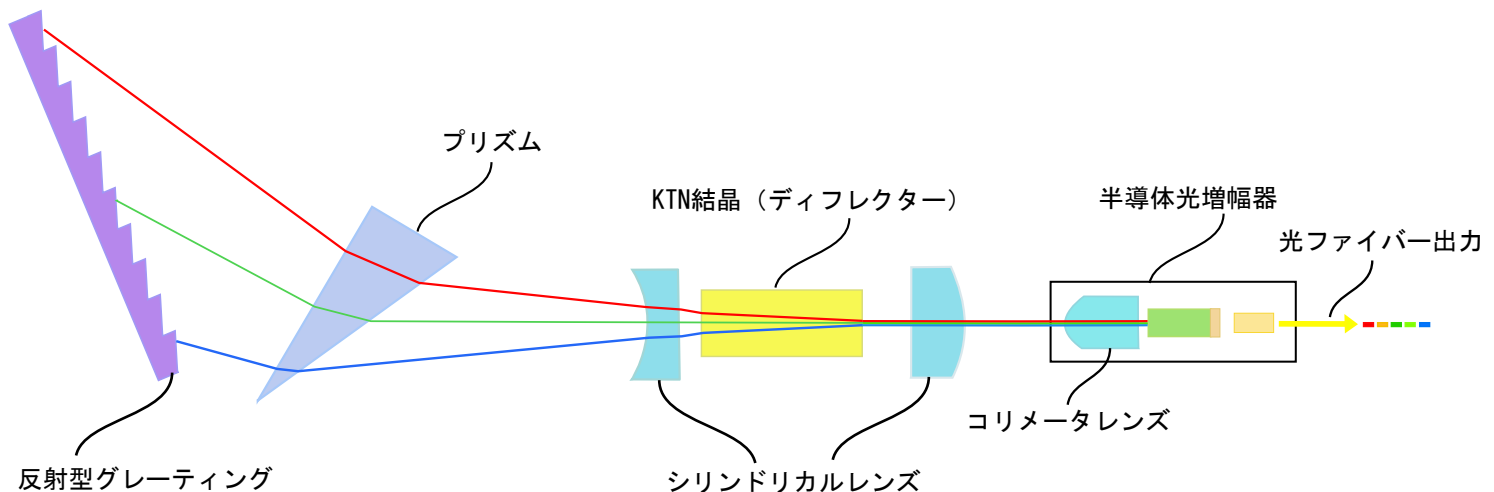 プリズム
KTN結晶（ディフレクター）
半導体光増幅器
光ファイバー出力
コリメータレンズ
反射型グレーティング
シリンドリカルレンズ